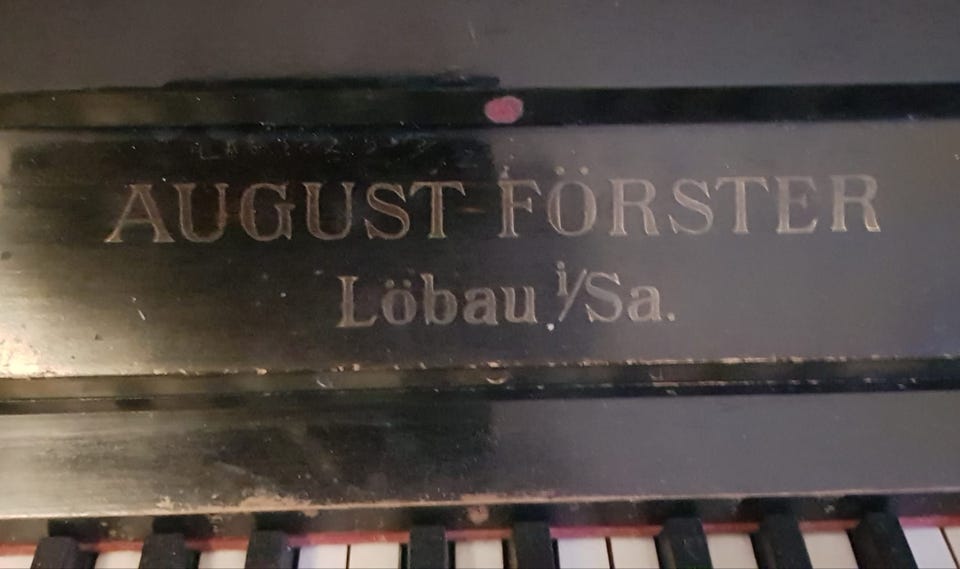 AUGUST FÖRSTER
Löbau i/Sa.